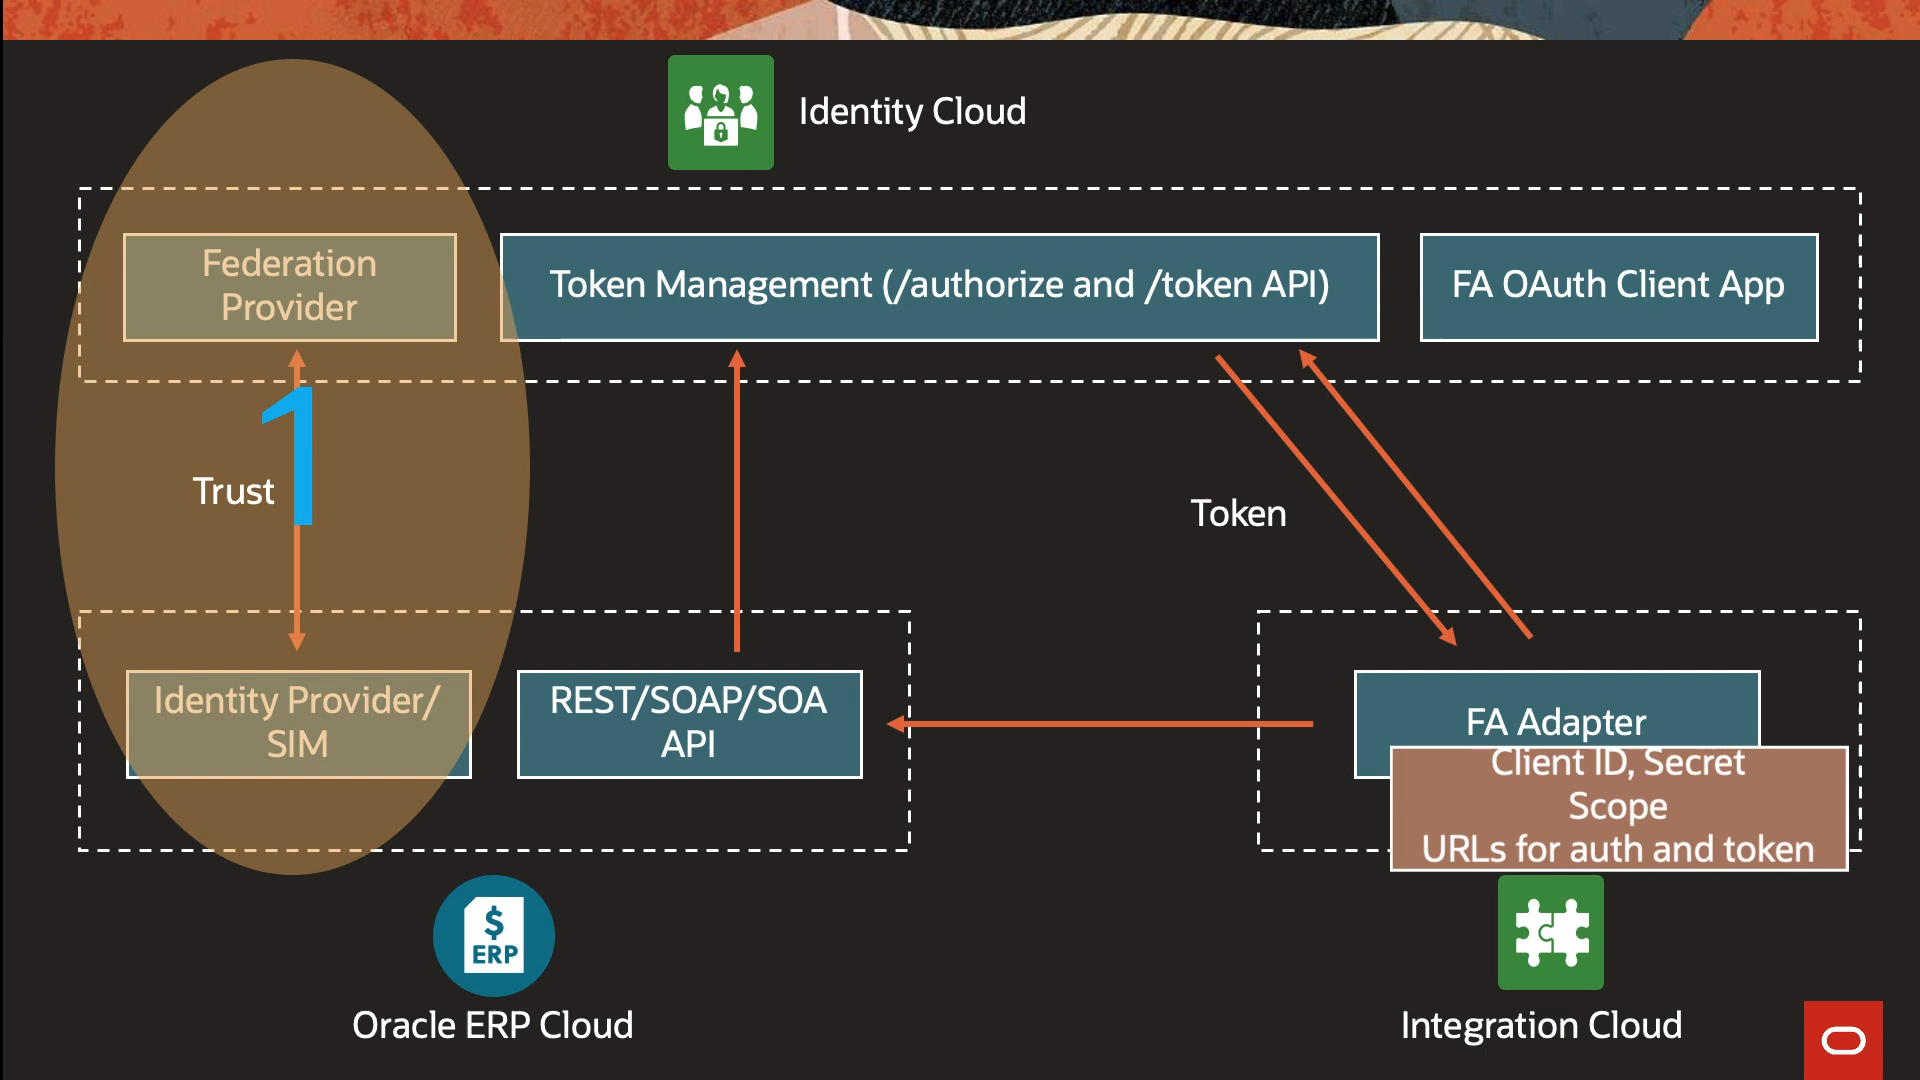 Identity Cloud
Federation
Provider
Token Management (/authorize and /token API)
FA OAuth Client App
1
Trust
Token
Identity Provider/
SIM
REST/SOAP/SOA
API
FA Adapter
Client ID, Secret
Scope
URLs for auth and token
$
ERP
Oracle ERP Cloud
Integration Cloud